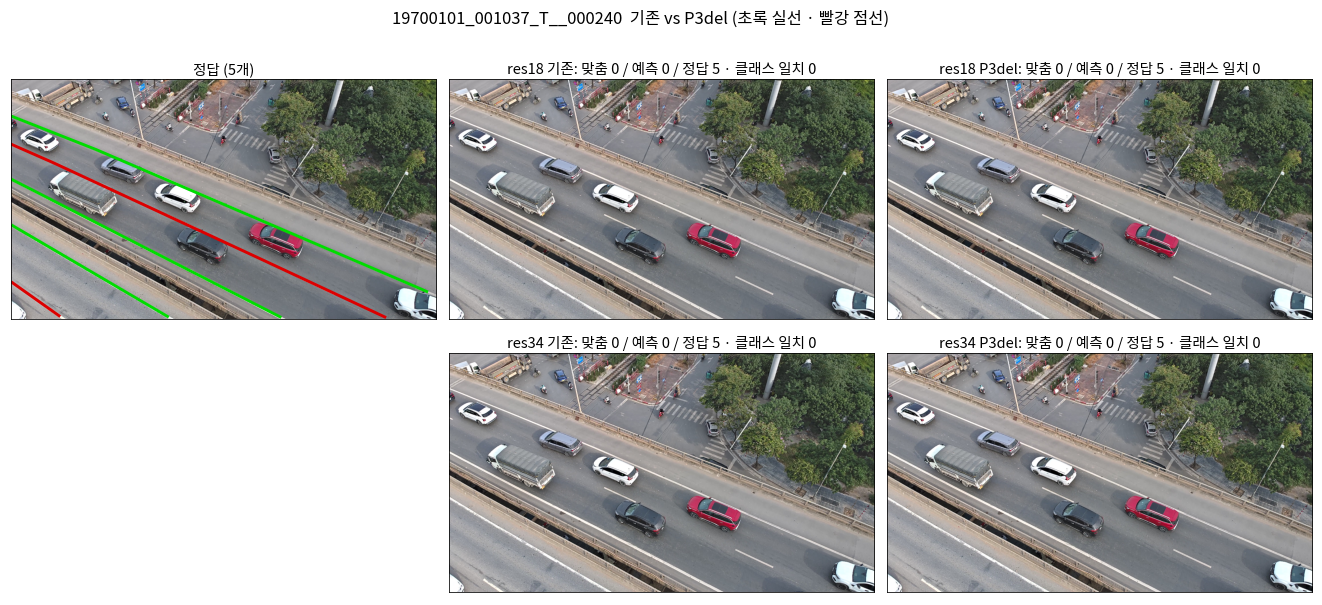 19700101_001037_T__000240 기존 vs P3del (초록 실선 · 빨강 점선)
정답 (5개)
res18 기존: 맞춤 0 / 예측 0 / 정답 5 · 클래스 일치 0
res18 P3del: 맞춤 0 / 예측 0 / 정답 5 · 클래스 일치 0
res34 기존: 맞춤 0 / 예측 0 / 정답 5 · 클래스 일치 0
res34 P3del: 맞춤 0 / 예측 0 / 정답 5 · 클래스 일치 0